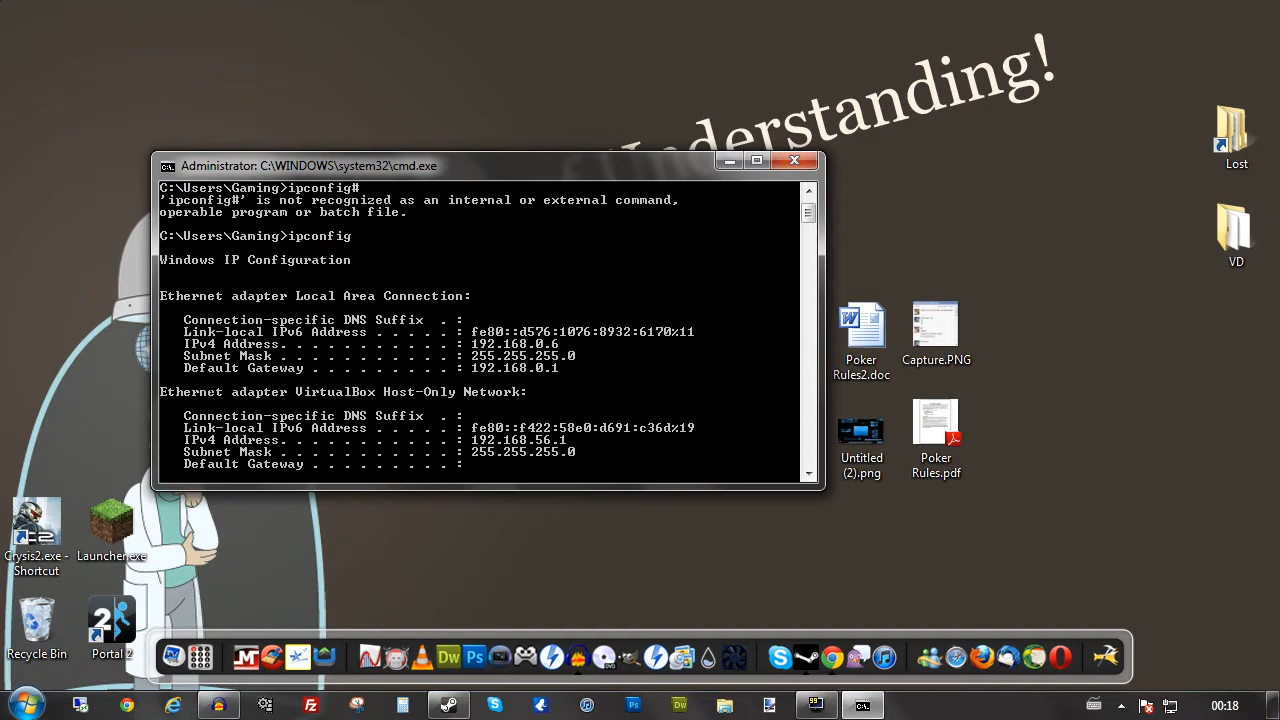 Understanding!
Lost
VD
Administrator: C:\WINDOWS\system32\cmd.exe
C:\Users\Gaming>ipconfig#
'ipconfig#' is not recognized as an internal or external command,
operable program or batch file.
C:\Users\Gaming>ipconfig
Windows IP Configuration
Ethernet adapter Local Area Connection:
Connection-specific DNS Suffix . :
Link-local IPv6 Address . . . . . : fe80::d576:1076:8932:6f70%11
IPv4 Address. . . . . . . . . . . : 192.168.0.6
Subnet Mask . . . . . . . . . . . : 255.255.255.0
Default Gateway . . . . . . . . . : 192.168.0.1
Ethernet adapter VirtualBox Host-Only Network:
Connection-specific DNS Suffix . :
Link-local IPv6 Address . . . . . : fe80::f422:58e0:d691:c36d%19
IPv4 Address. . . . . . . . . . . : 192.168.56.1
Subnet Mask . . . . . . . . . . . : 255.255.255.0
Default Gateway . . . . . . . . . :
Poker
Rules2.doc
Capture.PNG
Untitled
(2).png
Poker
Rules.pdf
Crysis2.exe -
Shortcut
Launcher.exe
Recycle Bin
Portal 2
00:18